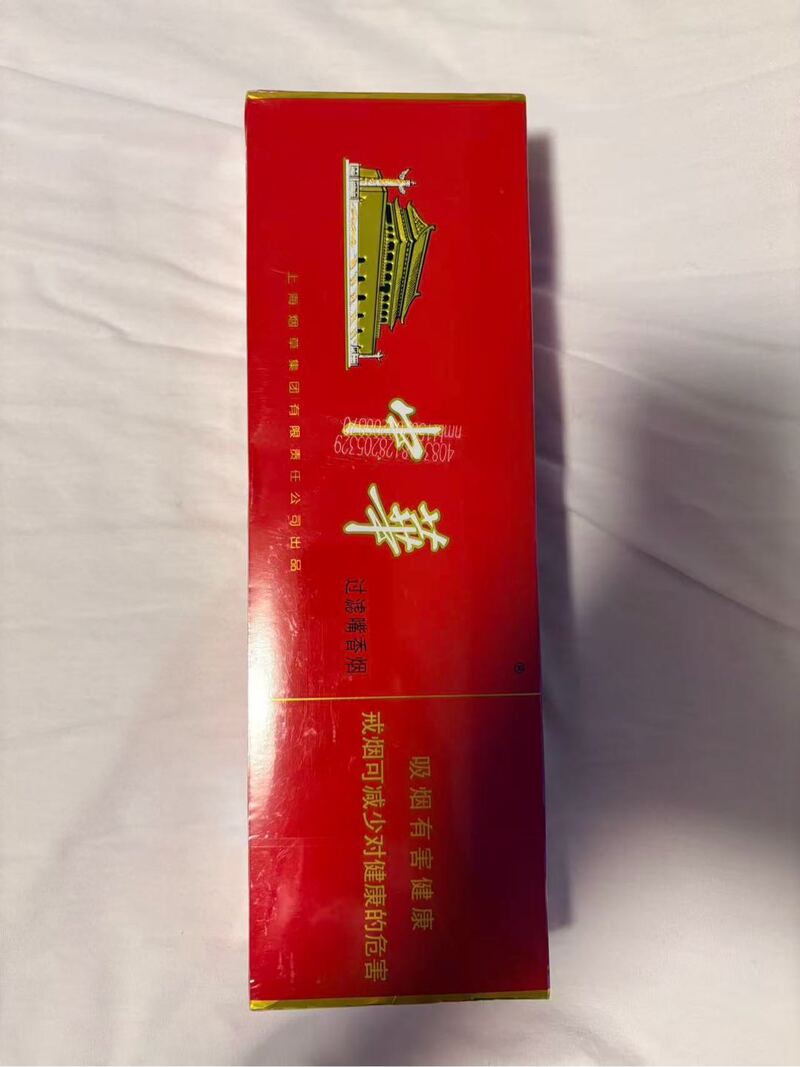 中华
过滤嘴香烟
®
上海烟草集团有限责任公司出品
吸烟有害健康
戒烟可减少对健康的危害